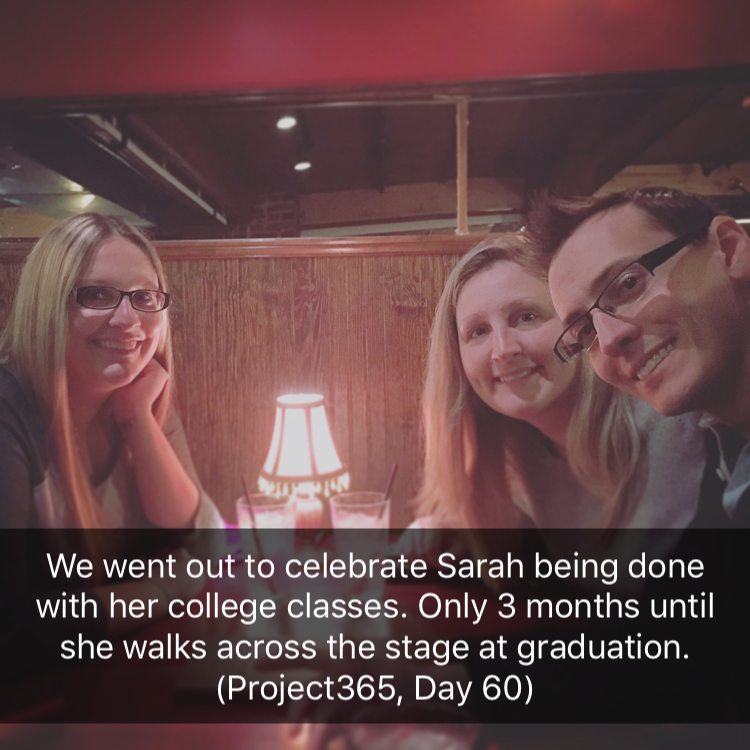 We went out to celebrate Sarah being done
with her college classes. Only 3 months until
she walks across the stage at graduation.
(Project365, Day 60)